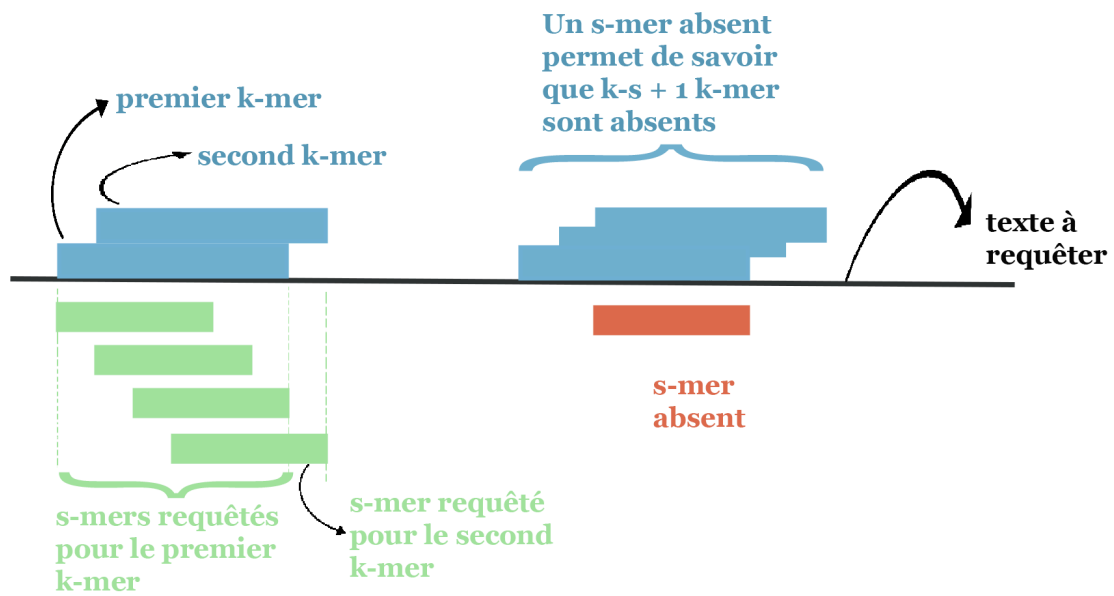 Un s-mer absent
permet de savoir
que k-s + 1 k-mer
sont absents
premier k-mer
second k-mer
texte à
requêter
s-mer
absent
s-mers requêtés
pour le premier
k-mer
s-mer requêté
pour le second
k-mer